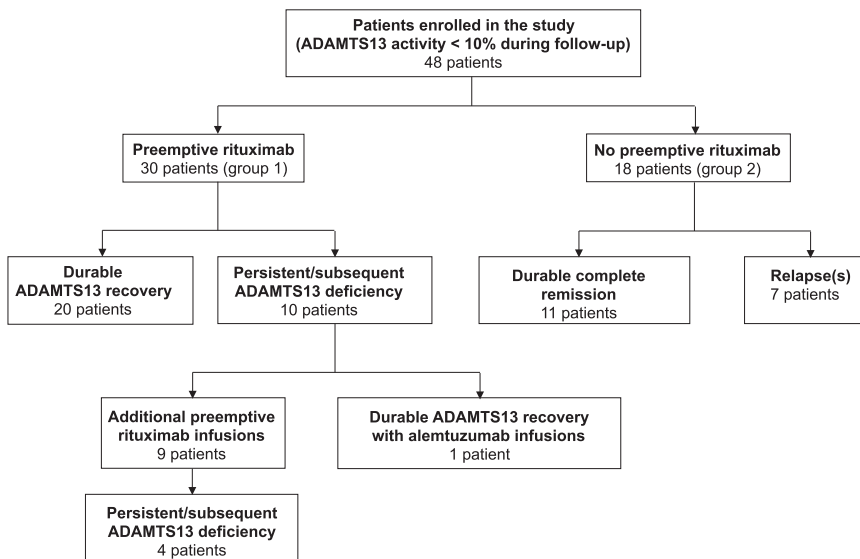 Patients enrolled in the study
(ADAMTS13 activity < 10% during follow-up)
48 patients
Preemptive rituximab
30 patients (group 1)
No preemptive rituximab
18 patients (group 2)
Durable
ADAMTS13 recovery
20 patients
Persistent/subsequent
ADAMTS13 deficiency
10 patients
Durable complete
remission
11 patients
Relapse(s)
7 patients
Additional preemptive
rituximab infusions
9 patients
Durable ADAMTS13 recovery
with alemtuzumab infusions
1 patient
Persistent/subsequent
ADAMTS13 deficiency
4 patients